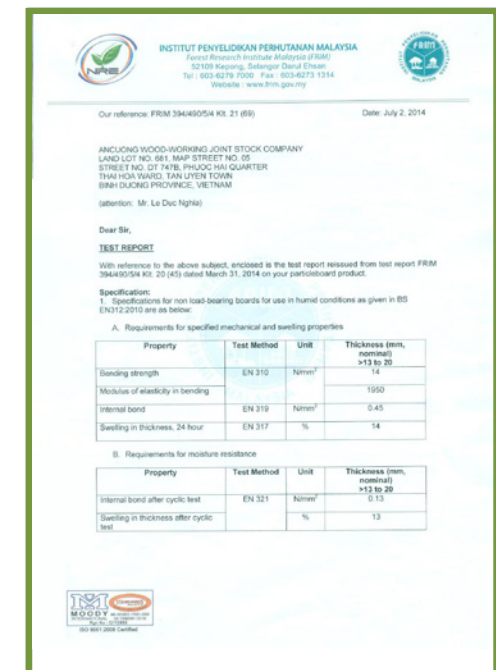 INSTITUT PENYELIDIKAN PERHUTANAN MALAYSIA
Forest Research Institute Malaysia (FRIM)
52109 Kepong, Selangor Darul Ehsan
Tel : 603-6279 7000 Fax : 603-6273 1314
Website : www.frim.gov.my
NRE
FRIM
Our reference: FRIM 394/490/5/4 Klt. 21 (69) Date: July 2, 2014
ANCUONG WOOD-WORKING JOINT STOCK COMPANY
LAND LOT NO. 681, MAP STREET NO. 05
STREET NO. DT 747B, PHUOC HAI QUARTER
THAI HOA WARD, TAN UYEN TOWN
BINH DUONG PROVINCE, VIETNAM
(attention: Mr. Le Duc Nghia)
Dear Sir,
TEST REPORT
With reference to the above subject, enclosed is the test report reissued from test report FRIM
394/490/5/4 Klt. 20 (45) dated March 31, 2014 on your particleboard product.
Specification:
1. Specifications for non load-bearing boards for use in humid conditions as given in BS
EN312:2010 are as below:
A. Requirements for specified mechanical and swelling properties
Property Test Method Unit Thickness (mm,
nominal)
>13 to 20
Bending strength EN 310 N/mm² 14
Modulus of elasticity in bending 1950
Internal bond EN 319 N/mm² 0.45
Swelling in thickness, 24 hour EN 317 % 14
B. Requirements for moisture resistance
Property Test Method Unit Thickness (mm,
nominal)
>13 to 20
Internal bond after cyclic test EN 321 N/mm² 0.13
Swelling in thickness after cyclic % 13
test
MOODY
ISO 9001:2008 Certified